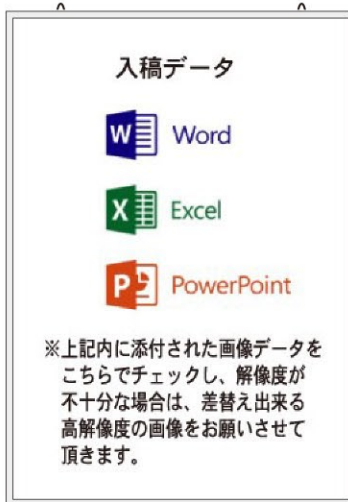 入稿データ
Word
Excel
PowerPoint
※上記内に添付された画像データを
こちらでチェックし、解像度が
不十分な場合は、差替え出来る
高解像度の画像をお願いさせて
頂きます。